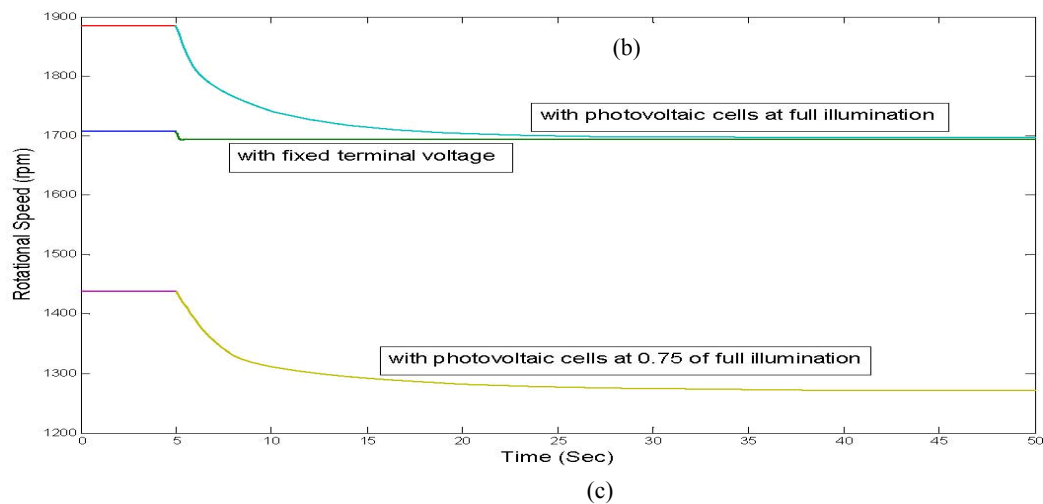 1900
(b)
1800
with photovoltaic cells at full illumination
1700
with fixed terminal voltage
1600
Rotational Speed (rpm)
1500
1400
with photovoltaic cells at 0.75 of full illumination
1300
1200
0 5 10 15 20 25 30 35 40 45 50
Time (Sec)
(c)